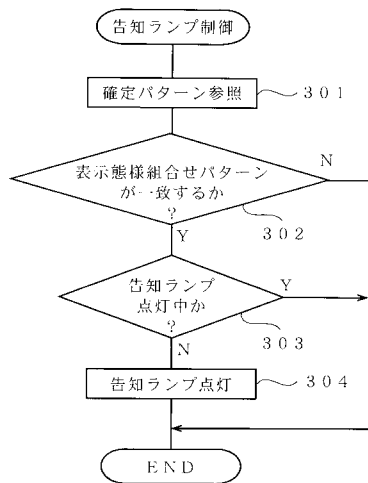 告知ランプ制御
確定パターン参照
301
表示態様組合せパターン
が一致するか
?
N
302
Y
告知ランプ
点灯中か
?
Y
303
N
告知ランプ点灯
304
END